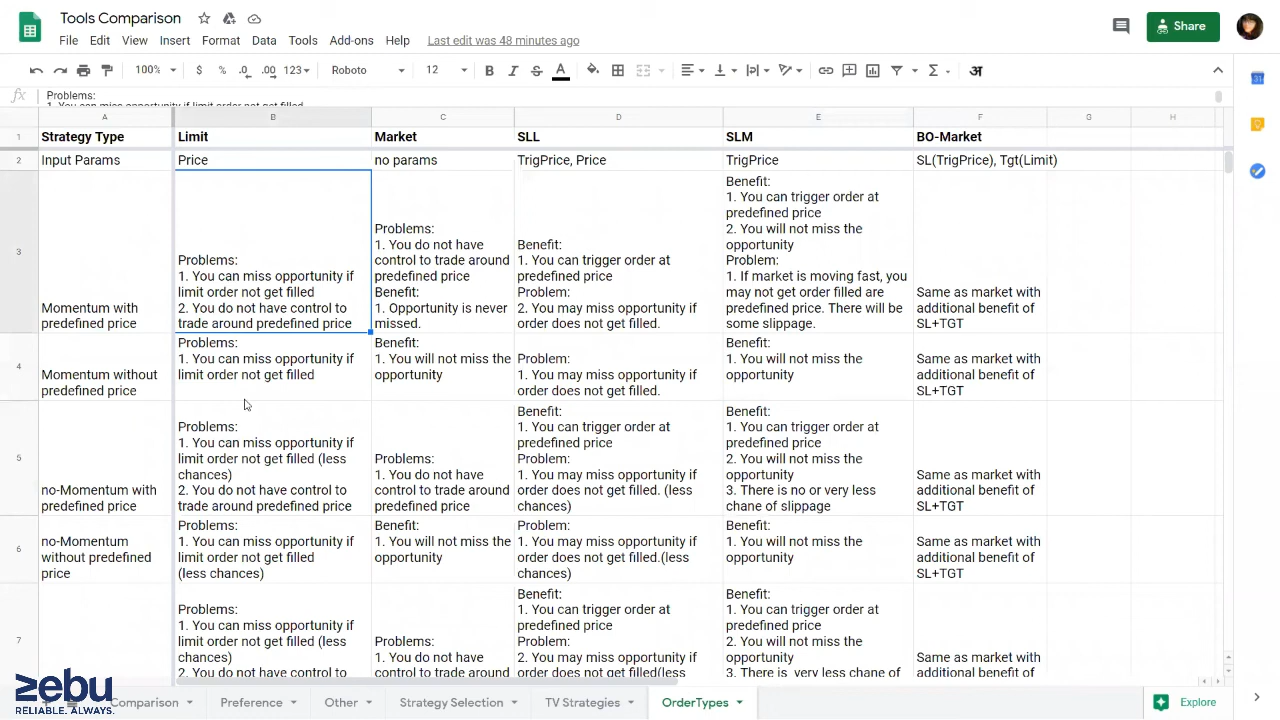 Tools Comparison
Share
File Edit View Insert Format Data Tools Add-ons Help Last edit was 48 minutes ago
100% $ % .0 .00 123 Roboto 12 B I S A Σ अ
fx Problems:
A B C D E F G H
1 Strategy Type Limit Market SLL SLM BO-Market
2 Input Params Price no params TrigPrice, Price TrigPrice SL(TrigPrice), Tgt(Limit)
3
Momentum with
predefined price
Problems:
1. You can miss opportunity if
limit order not get filled
2. You do not have control to
trade around predefined price
Problems:
1. You do not have
control to trade around
predefined price
Benefit:
1. Opportunity is never
missed.
Benefit:
1. You can trigger order at
predefined price
Problem:
2. You may miss opportunity if
order does not get filled.
Benefit:
1. You can trigger order at
predefined price
2. You will not miss the
opportunity
Problem:
1. If market is moving fast, you
may not get order filled are
predefined price. There will be
some slippage.
Same as market with
additional benefit of
SL+TGT
4
Momentum without
predefined price
Problems:
1. You can miss opportunity if
limit order not get filled
Benefit:
1. You will not miss the
opportunity
Problem:
1. You may miss opportunity if
order does not get filled.
Benefit:
1. You will not miss the
opportunity
Same as market with
additional benefit of
SL+TGT
5
no-Momentum with
predefined price
Problems:
1. You can miss opportunity if
limit order not get filled (less
chances)
2. You do not have control to
trade around predefined price
Problems:
1. You do not have
control to trade around
predefined price
Benefit:
1. You can trigger order at
predefined price
Problem:
1. You may miss opportunity if
order does not get filled. (less
chances)
Benefit:
1. You can trigger order at
predefined price
2. You will not miss the
opportunity
3. There is no or very less
chane of slippage
Same as market with
additional benefit of
SL+TGT
6
no-Momentum
without predefined
price
Problems:
1. You can miss opportunity if
limit order not get filled
(less chances)
Benefit:
1. You will not miss the
opportunity
Problem:
1. You may miss opportunity if
order does not get filled.(less
chances)
Benefit:
1. You will not miss the
opportunity
Same as market with
additional benefit of
SL+TGT
7
Problems:
1. You can miss opportunity if
limit order not get filled (less
chances)
2. You do not have control to
Problems:
1. You do not have
control to trade around
Benefit:
1. You can trigger order at
predefined price
Problem:
2. You may miss opportunity if
order does not get filled (less
Benefit:
1. You can trigger order at
predefined price
2. You will not miss the
opportunity
3. There is very less chane of
Same as market with
additional benefit of
zebu
RELIABLE. ALWAYS.
Comparison Preference Other Strategy Selection TV Strategies OrderTypes Explore